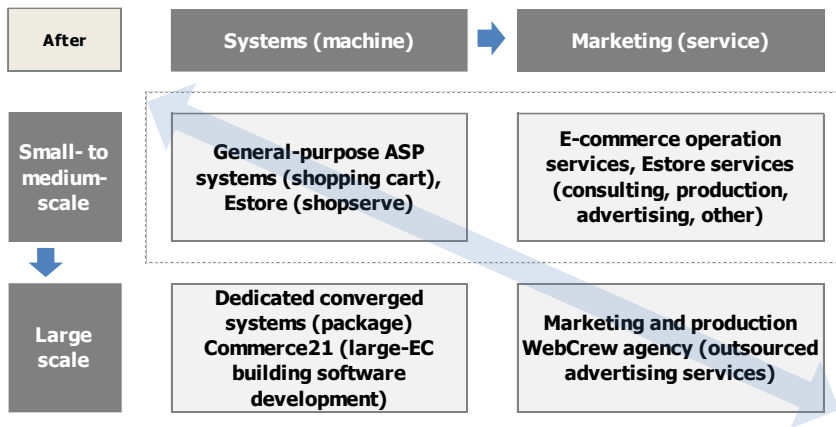 After
Systems (machine)
Marketing (service)
Small- to
medium-
scale
General-purpose ASP
systems (shopping cart),
Estore (shopserve)
E-commerce operation
services, Estore services
(consulting, production,
advertising, other)
Large
scale
Dedicated converged
systems (package)
Commerce21 (large-EC
building software
development)
Marketing and production
WebCrew agency (outsourced
advertising services)